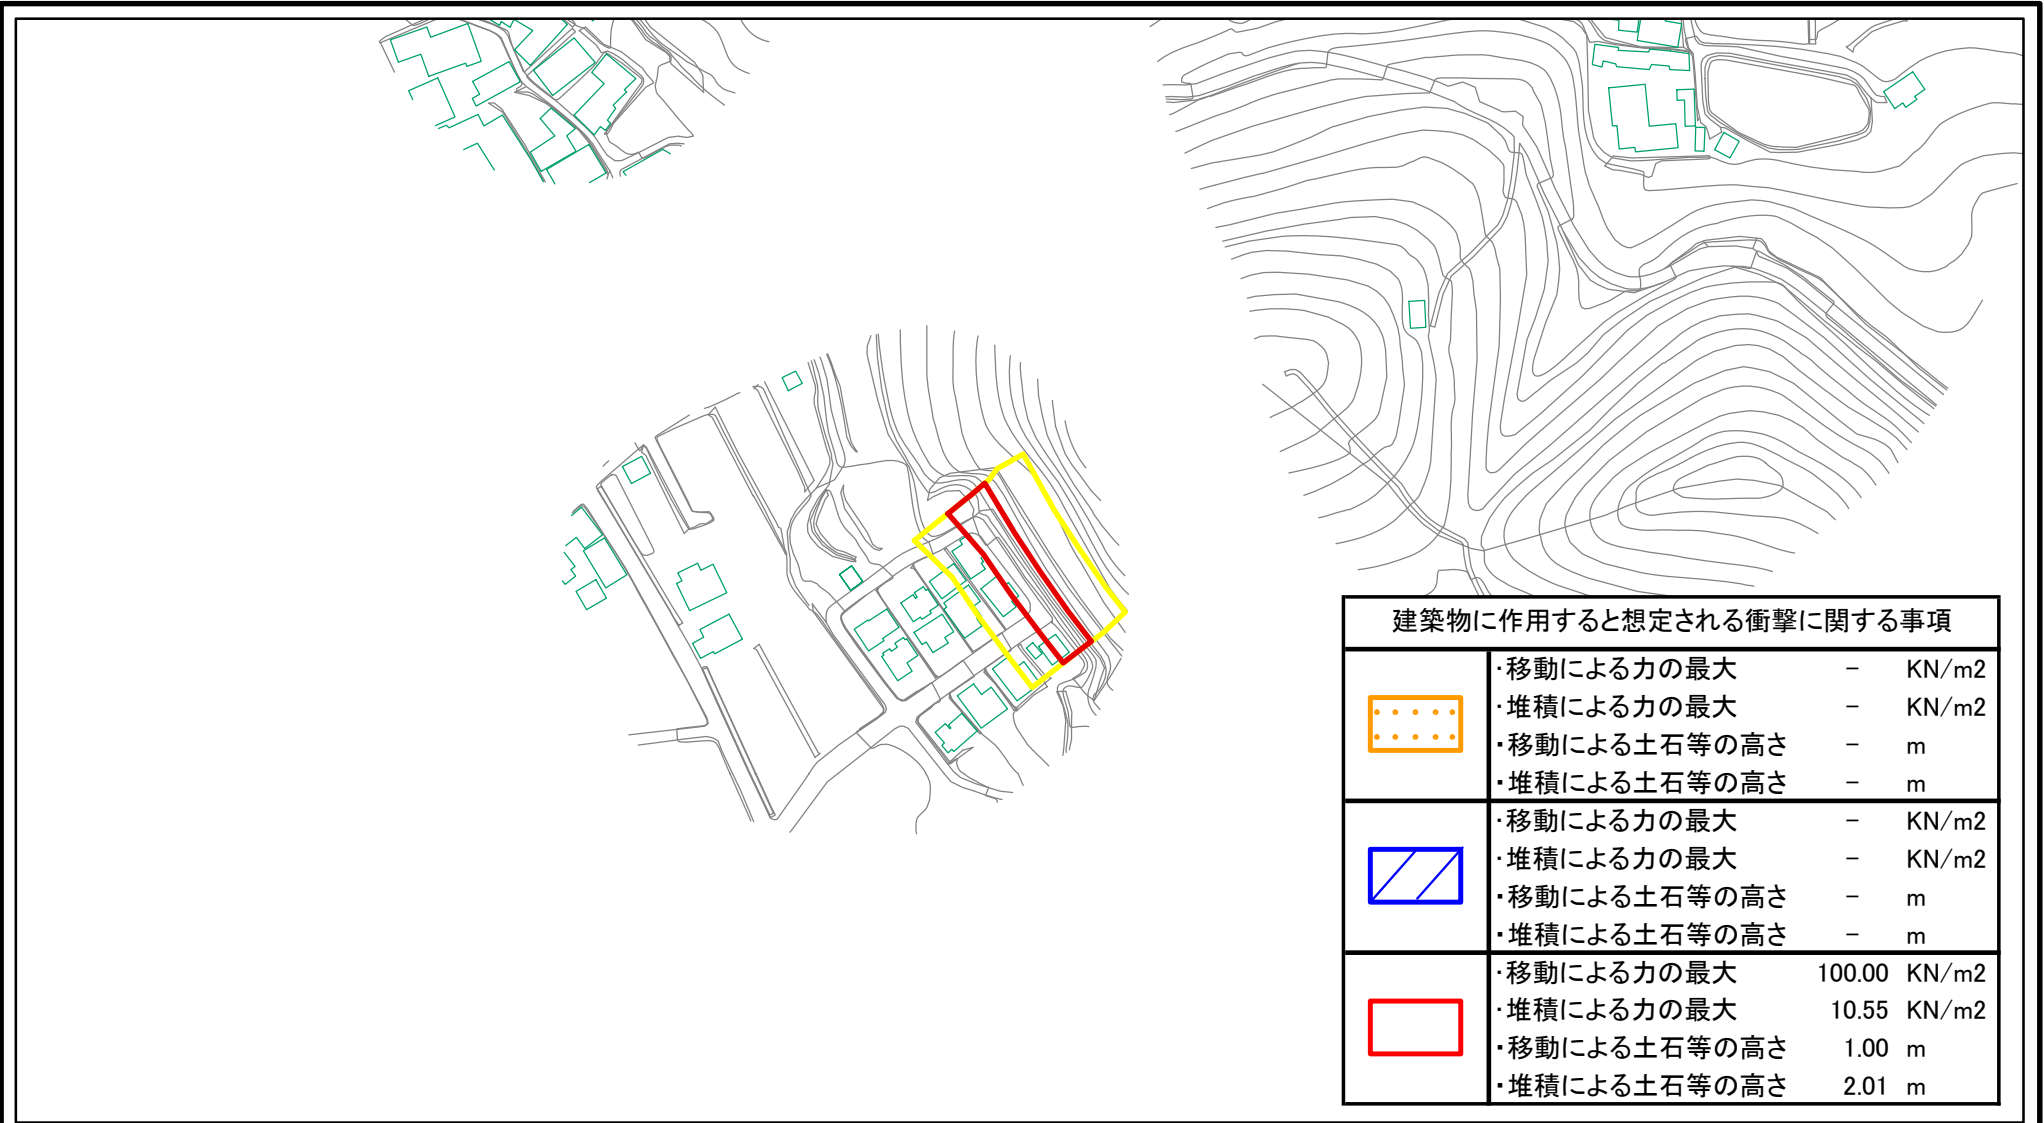 建築物に作用すると想定される衝撃に関する事項
・移動による力の最大 － KN/m2
・堆積による力の最大 － KN/m2
・移動による土石等の高さ － m
・堆積による土石等の高さ － m
・移動による力の最大 － KN/m2
・堆積による力の最大 － KN/m2
・移動による土石等の高さ － m
・堆積による土石等の高さ － m
・移動による力の最大 100.00 KN/m2
・堆積による力の最大 10.55 KN/m2
・移動による土石等の高さ 1.00 m
・堆積による土石等の高さ 2.01 m